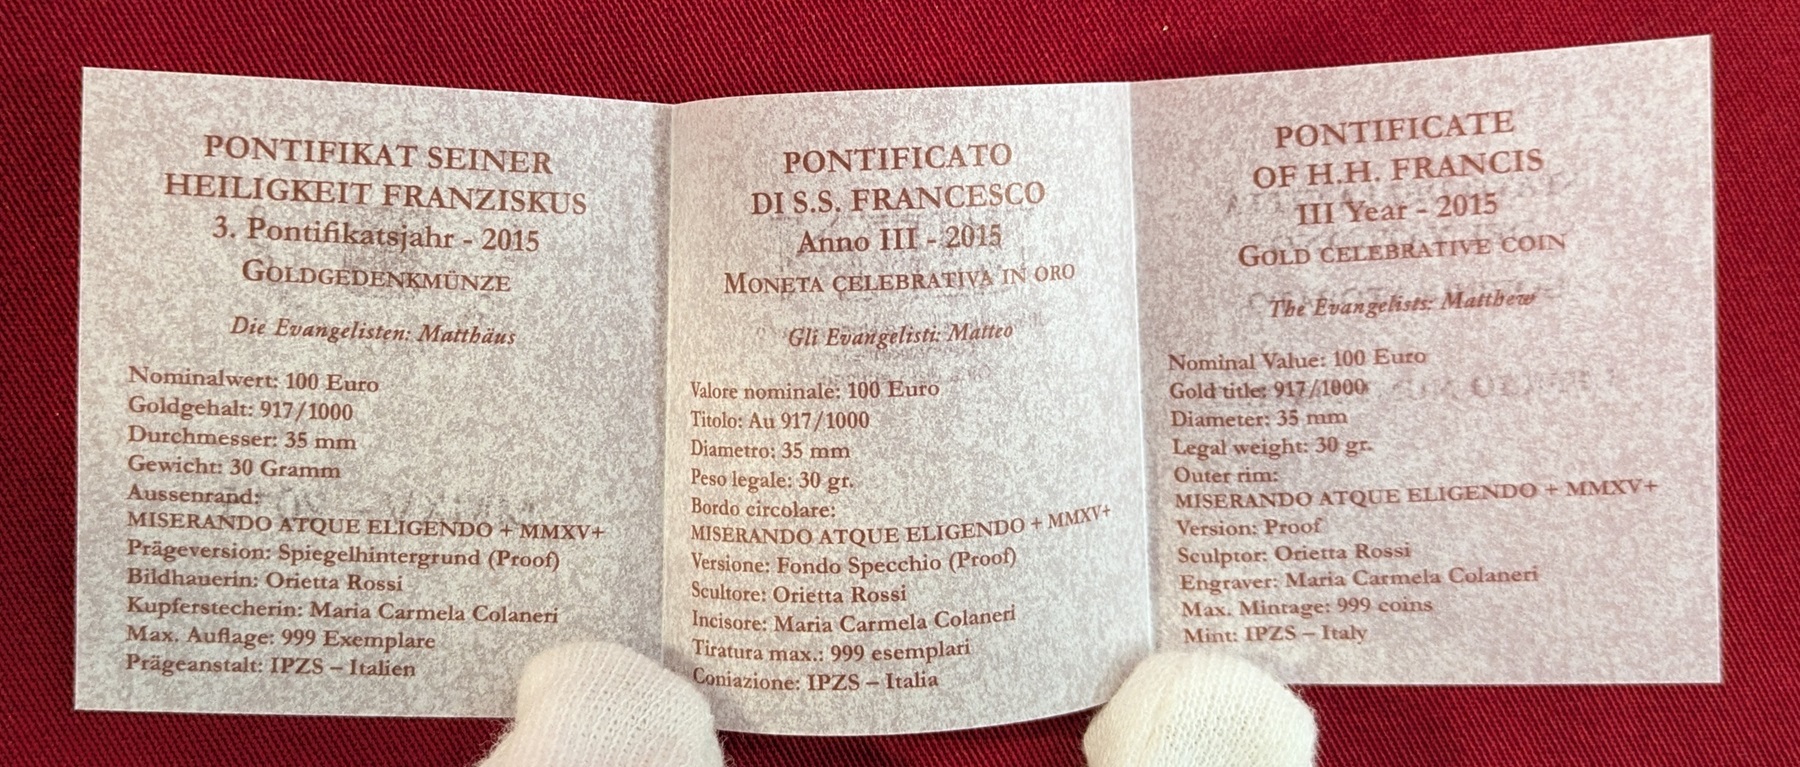 PONTIFIKAT SEINER
HEILIGKEIT FRANZISKUS
3. Pontifikatsjahr - 2015
GOLDGEDENKMÜNZE
Die Evangelisten: Matthäus
Nominalwert: 100 Euro
Goldgehalt: 917/1000
Durchmesser: 35 mm
Gewicht: 30 Gramm
Aussenrand:
MISERANDO ATQUE ELIGENDO + MMXV+
Prägeversion: Spiegelhintergrund (Proof)
Bildhauerin: Orietta Rossi
Kupferstecherin: Maria Carmela Colaneri
Max. Auflage: 999 Exemplare
Prägeanstalt: IPZS – Italien
PONTIFICATO
DI S.S. FRANCESCO
Anno III - 2015
MONETA CELEBRATIVA IN ORO
Gli Evangelisti: Matteo
Valore nominale: 100 Euro
Titolo: Au 917/1000
Diametro: 35 mm
Peso legale: 30 gr.
Bordo circolare:
MISERANDO ATQUE ELIGENDO + MMXV+
Versione: Fondo Specchio (Proof)
Scultore: Orietta Rossi
Incisore: Maria Carmela Colaneri
Tiratura max.: 999 esemplari
Coniazione: IPZS – Italia
PONTIFICATE
OF H.H. FRANCIS
III Year - 2015
GOLD CELEBRATIVE COIN
The Evangelists: Matthew
Nominal Value: 100 Euro
Gold title: 917/1000
Diameter: 35 mm
Legal weight: 30 gr.
Outer rim:
MISERANDO ATQUE ELIGENDO + MMXV+
Version: Proof
Sculptor: Orietta Rossi
Engraver: Maria Carmela Colaneri
Max. Mintage: 999 coins
Mint: IPZS – Italy